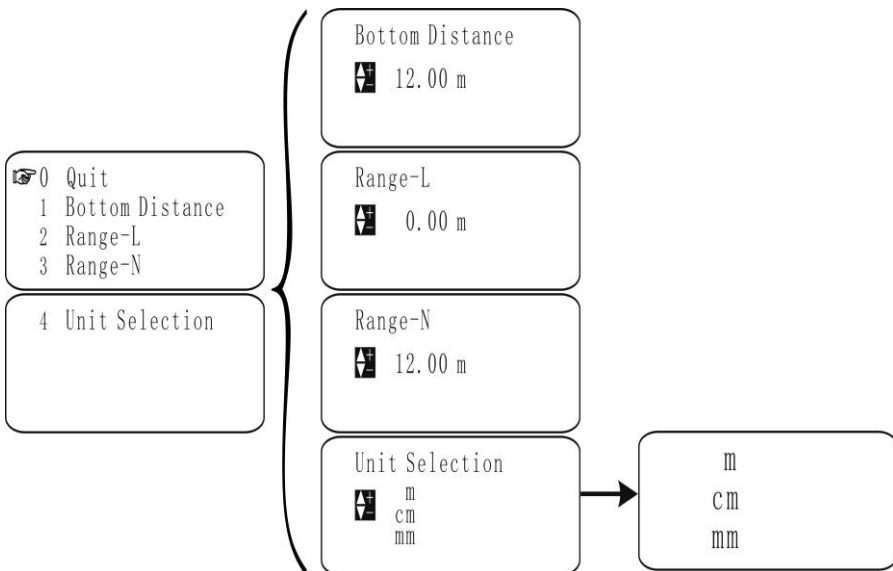 0 Quit
1 Bottom Distance
2 Range-L
3 Range-N
4 Unit Selection
Bottom Distance
12.00 m
Range-L
0.00 m
Range-N
12.00 m
Unit Selection
m
cm
mm
m
cm
mm